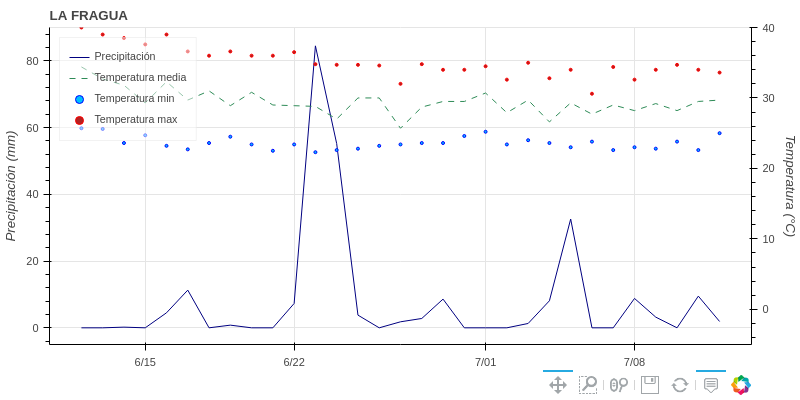 LA FRAGUA
Precipitación
Temperatura media
Temperatura min
Temperatura max
Precipitación (mm)
80
60
40
20
0
Temperatura (°C)
40
30
20
10
0
6/15
6/22
7/01
7/08